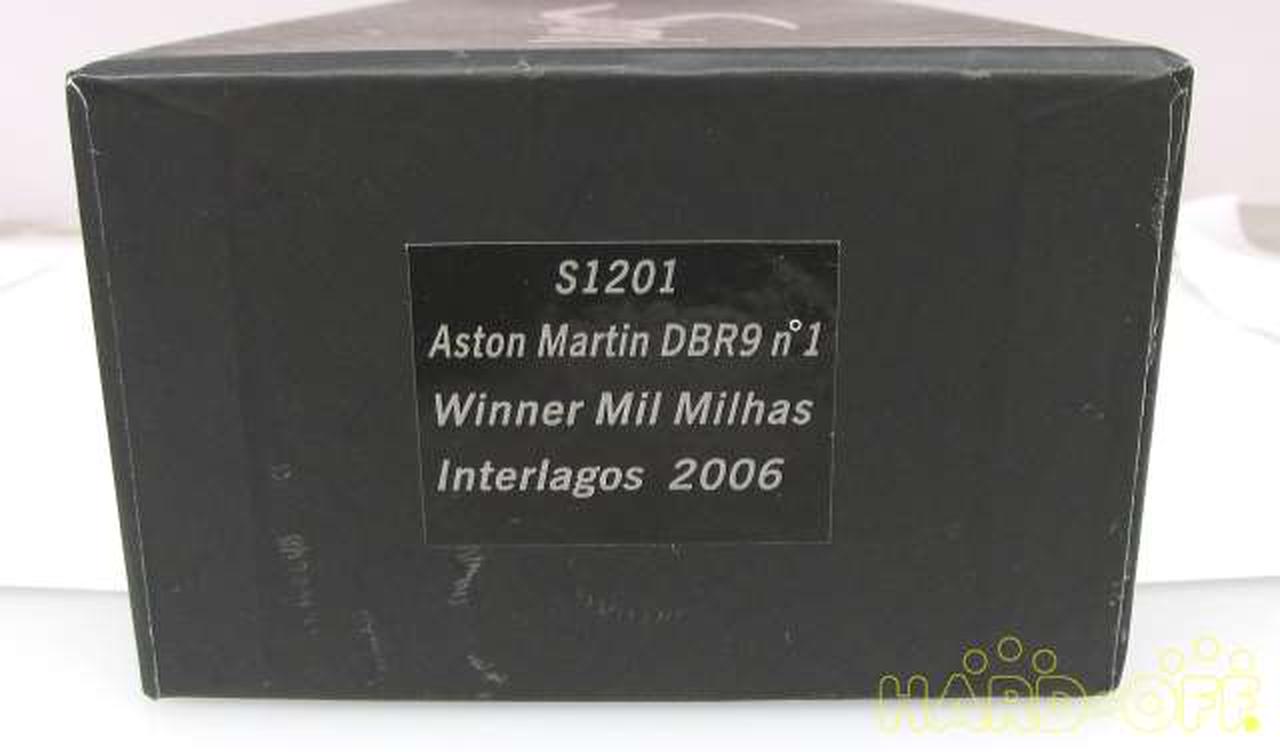 S1201
Aston Martin DBR9 n°1
Winner Mil Milhas
Interlagos 2006
HARD-OFF